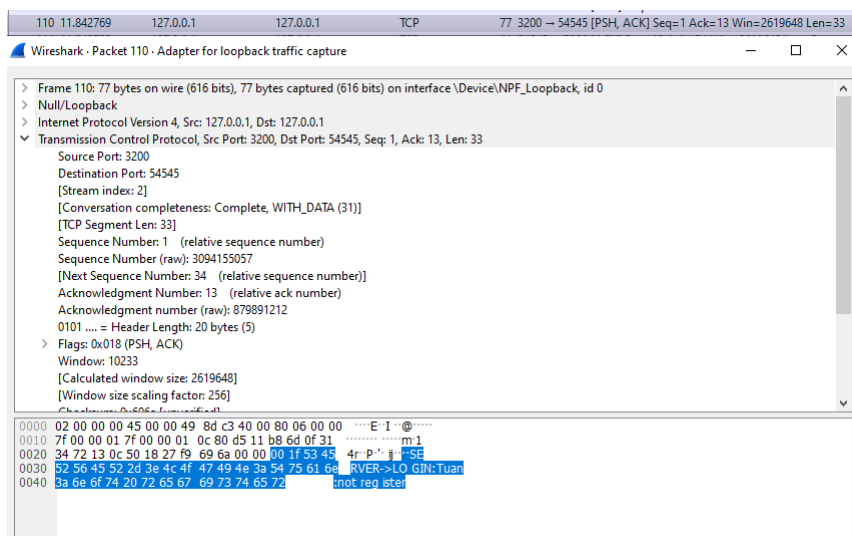 110 11.842769 127.0.0.1 127.0.0.1 TCP 77 3200 → 54545 [PSH, ACK] Seq=1 Ack=13 Win=2619648 Len=33
Wireshark · Packet 110 · Adapter for loopback traffic capture
Frame 110: 77 bytes on wire (616 bits), 77 bytes captured (616 bits) on interface \Device\NPF_Loopback, id 0
Null/Loopback
Internet Protocol Version 4, Src: 127.0.0.1, Dst: 127.0.0.1
Transmission Control Protocol, Src Port: 3200, Dst Port: 54545, Seq: 1, Ack: 13, Len: 33
Source Port: 3200
Destination Port: 54545
[Stream index: 2]
[Conversation completeness: Complete, WITH_DATA (31)]
[TCP Segment Len: 33]
Sequence Number: 1 (relative sequence number)
Sequence Number (raw): 3094155057
[Next Sequence Number: 34 (relative sequence number)]
Acknowledgment Number: 13 (relative ack number)
Acknowledgment number (raw): 879891212
0101 .... = Header Length: 20 bytes (5)
Flags: 0x018 (PSH, ACK)
Window: 10233
[Calculated window size: 2619648]
[Window size scaling factor: 256]
0000 02 00 00 00 45 00 00 49 8d c3 40 00 80 06 00 00 ····E··I ··@·····
0010 7f 00 00 01 7f 00 00 01 0c 80 d5 11 b8 6d 0f 31 ········ ·····m·1
0020 34 72 13 0c 50 18 27 f9 69 6a 00 00 00 1f 53 45 4r··P·'· ij····SE
0030 52 56 45 52 2d 3e 4c 4f 47 49 4e 3a 54 75 61 6e RVER->LO GIN:Tuan
0040 3a 6e 6f 74 20 72 65 67 69 73 74 65 72 :not reg ister